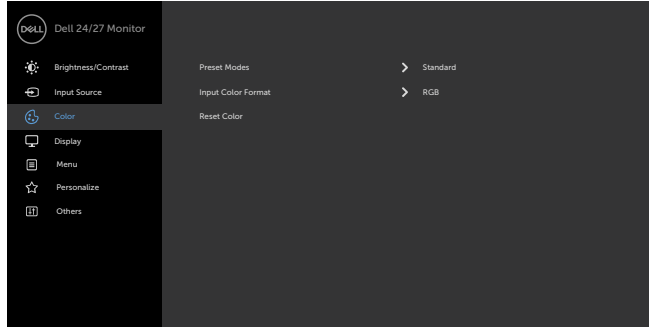 DELL Dell 24/27 Monitor
Brightness/Contrast Preset Modes Standard
Input Source Input Color Format RGB
Color Reset Color
Display
Menu
Personalize
Others